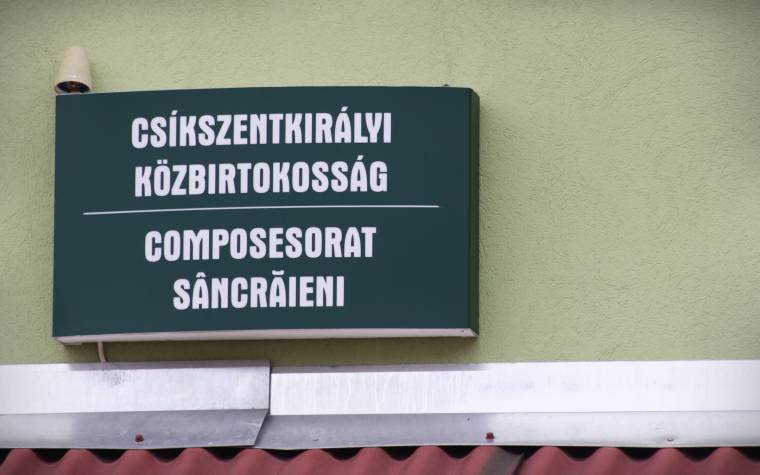 CSÍKSZENTKIRÁLYI
KÖZBIRTOKOSSÁG
COMPOSESORAT
SÂNCRĂIENI